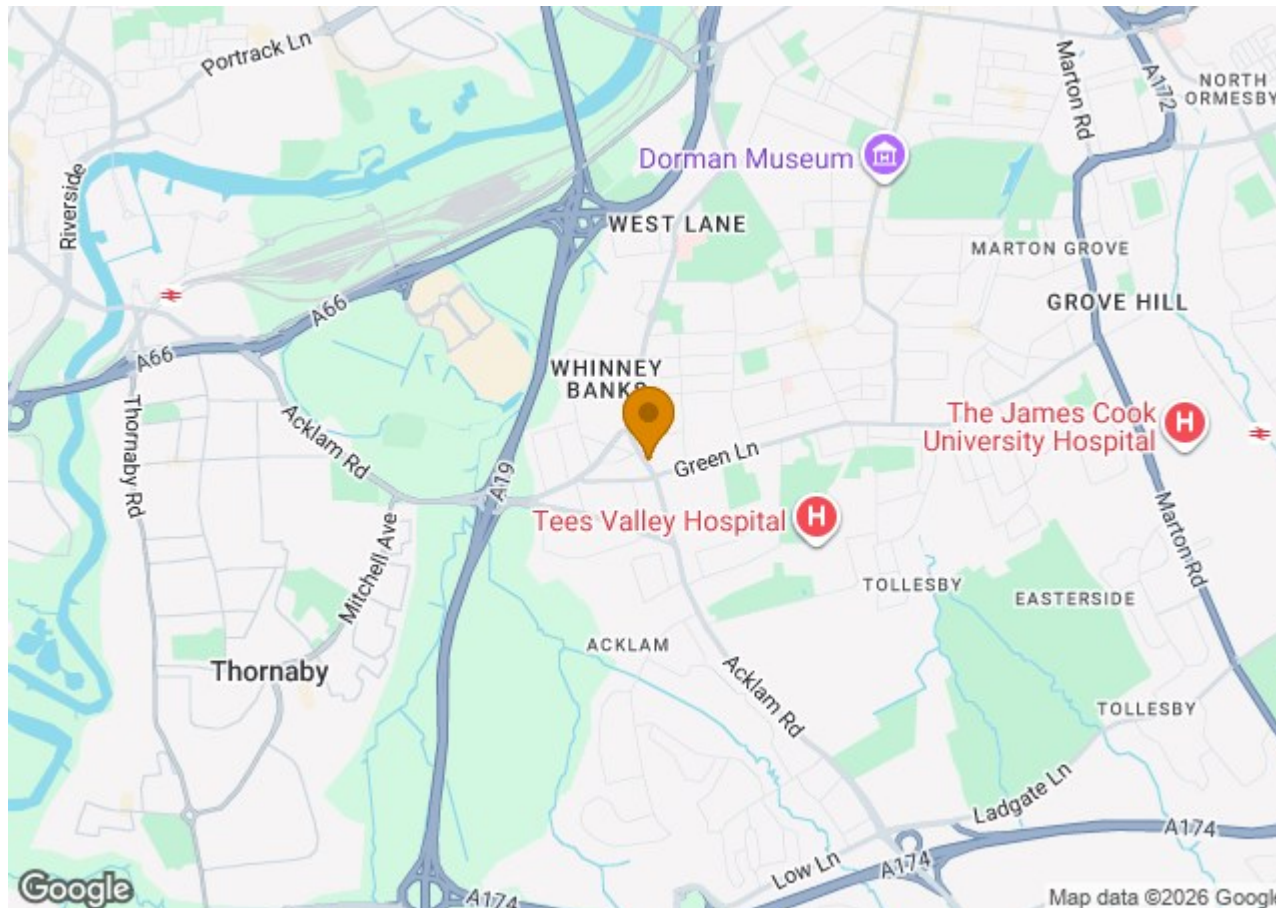 Portrack Ln
Marton Rd
A172
NORTH
ORMESBY
Dorman Museum
Riverside
WEST LANE
MARTON GROVE
GROVE HILL
A66
A66
WHINNEY
BANKS
Thornaby Rd
Acklam Rd
The James Cook
University Hospital
H
Green Ln
A19
Tees Valley Hospital
H
Mitchell Ave
Marton Rd
TOLLESBY
EASTERSIDE
ACKLAM
Thornaby
Acklam Rd
TOLLESBY
Ladgate Ln
A174
Low Ln
A174
A174
Google
Map data ©2026 Google